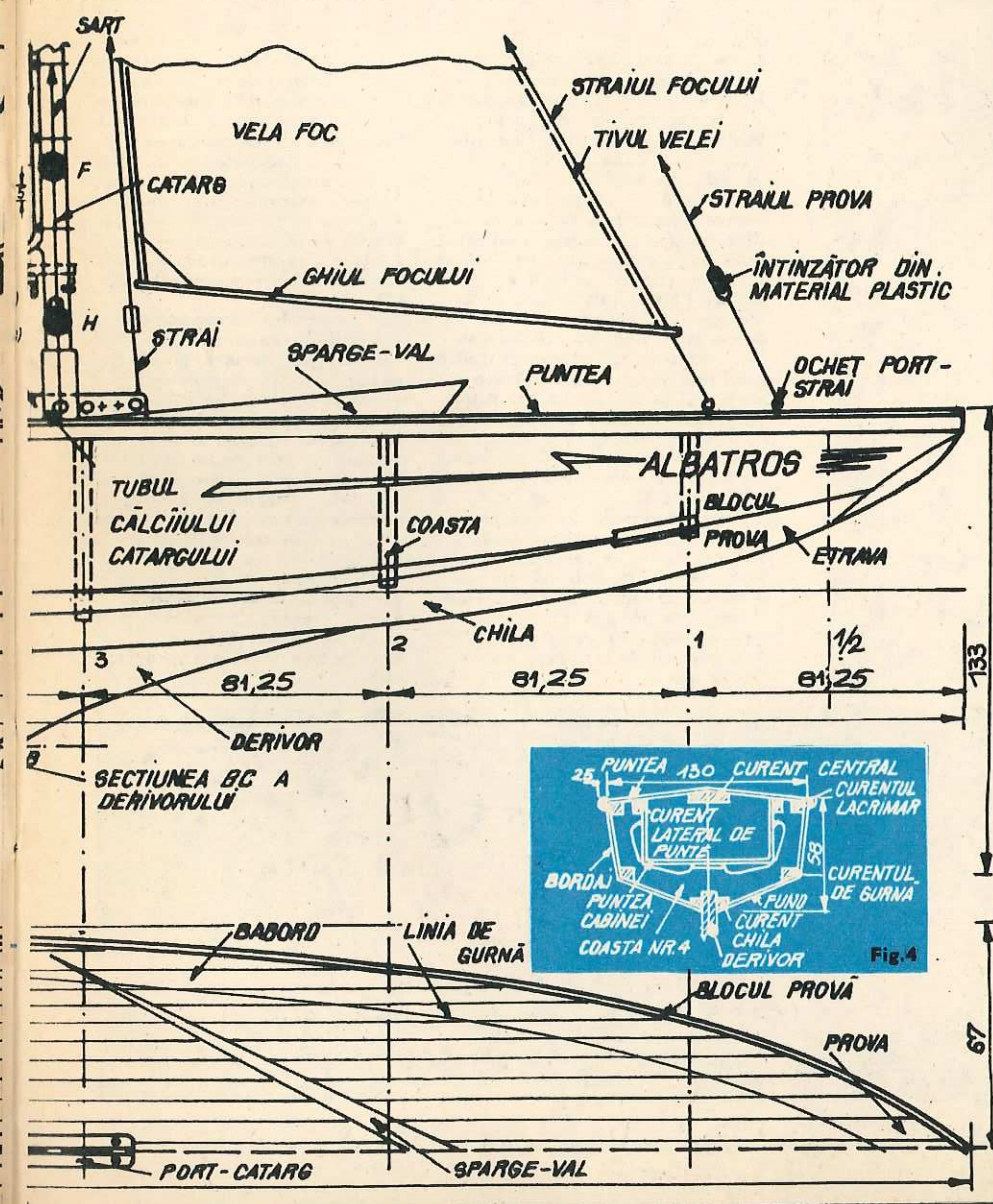 SART
VELA FOC
F
CATARG
H
STRAI
GHIUL FOCULUI
SPARGE-VAL
STRAIUL FOCULUI
TIVUL VELEI
STRAIUL PROVA
ÎNTINZĂTOR DIN
MATERIAL PLASTIC
PUNTEA
OCHET PORT-
STRAI
TUBUL
CĂLCÎIULUI
CATARGULUI
COASTA
ALBATROS
BLOCUL
PROVA
ETRAVA
CHILA
3
2
1
1/2
81,25
81,25
81,25
133
DERIVOR
B
SECTIUNEA BC A
DERIVORULUI
25
PUNTEA
130
CURENT CENTRAL
CURENTUL
LACRIMAR
CURENT
LATERAL DE
PUNTE
58
BORDAJ
PUNTEA
CABINEI
COASTA NR.4
FUND
CURENT
CHILA
DERIVOR
CURENTUL
DE GURNĂ
Fig.4
BABORD
LINIA DE
GURNĂ
BLOCUL PROVĂ
PROVA
67
PORT-CATARG
SPARGE-VAL